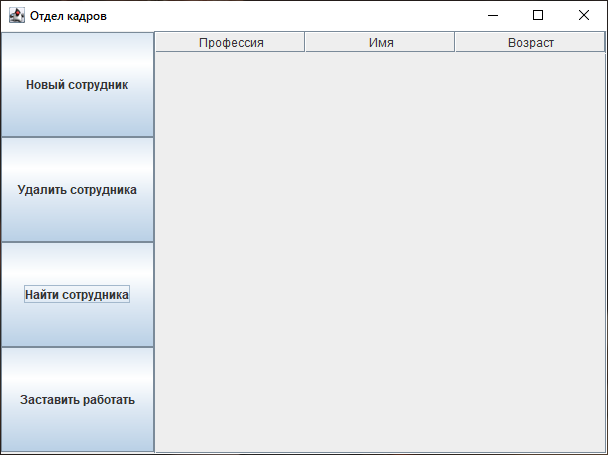 Отдел кадров
Профессия Имя Возраст
Новый сотрудник
Удалить сотрудника
Найти сотрудника
Заставить работать